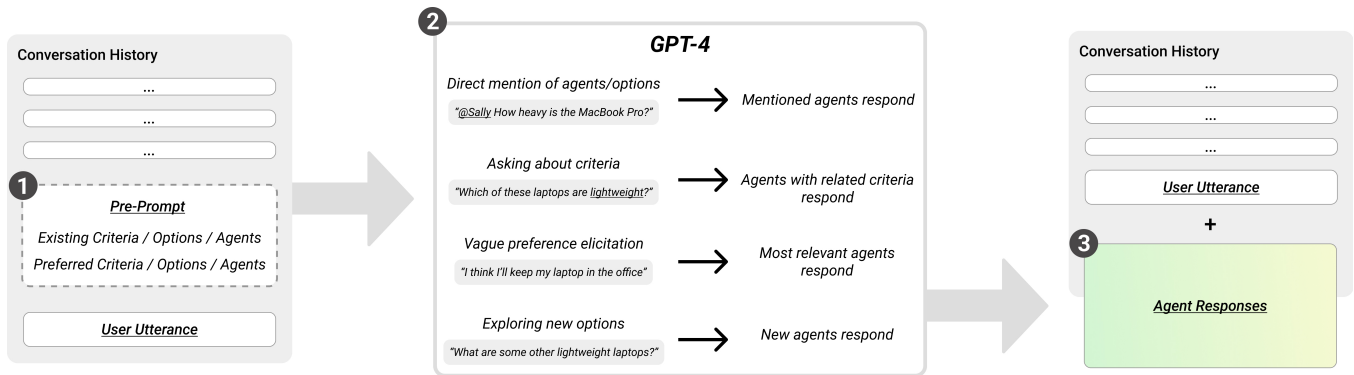 Conversation History
...
...
...
1
Pre-Prompt
Existing Criteria / Options / Agents
Preferred Criteria / Options / Agents
User Utterance
2
GPT-4
Direct mention of agents/options
"@Sally How heavy is the MacBook Pro?"
Mentioned agents respond
Asking about criteria
"Which of these laptops are lightweight?"
Agents with related criteria
respond
Vague preference elicitation
"I think I'll keep my laptop in the office"
Most relevant agents
respond
Exploring new options
"What are some other lightweight laptops?"
New agents respond
Conversation History
...
...
...
User Utterance
+
3
Agent Responses